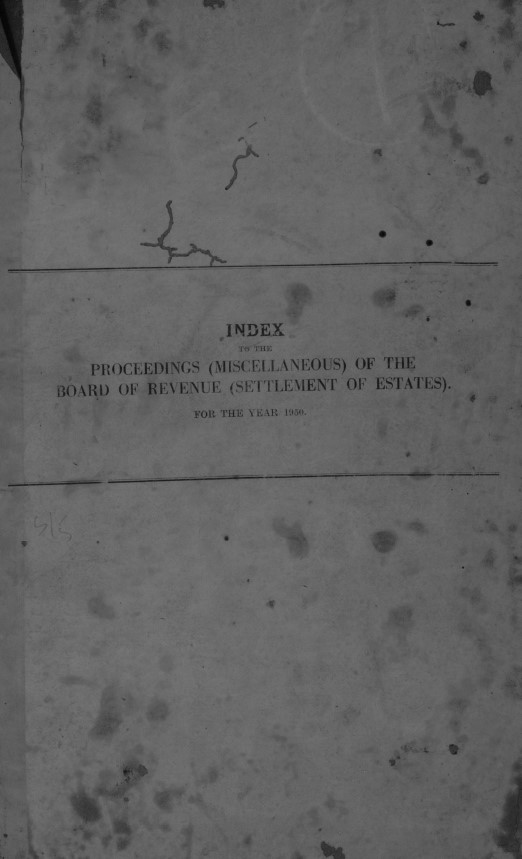 INDEX
TO THE
PROCEEDINGS (MISCELLANEOUS) OF THE
BOARD OF REVENUE (SETTLEMENT OF ESTATES).
FOR THE YEAR 1950.